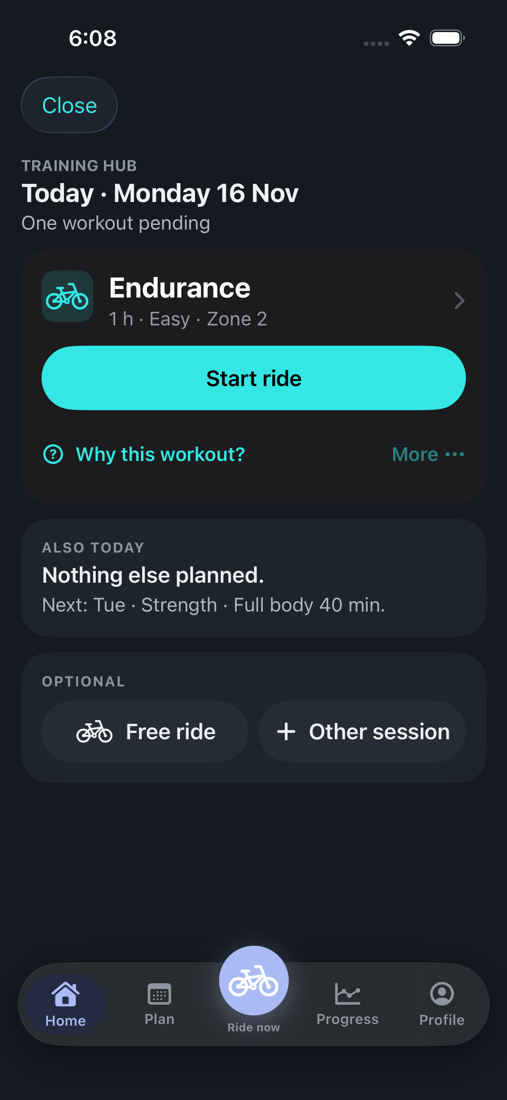 6:08
Close
TRAINING HUB
Today · Monday 16 Nov
One workout pending
Endurance
1 h · Easy · Zone 2
Start ride
Why this workout?
More ···
ALSO TODAY
Nothing else planned.
Next: Tue · Strength · Full body 40 min.
OPTIONAL
Free ride
+ Other session
Home
Plan
Ride now
Progress
Profile